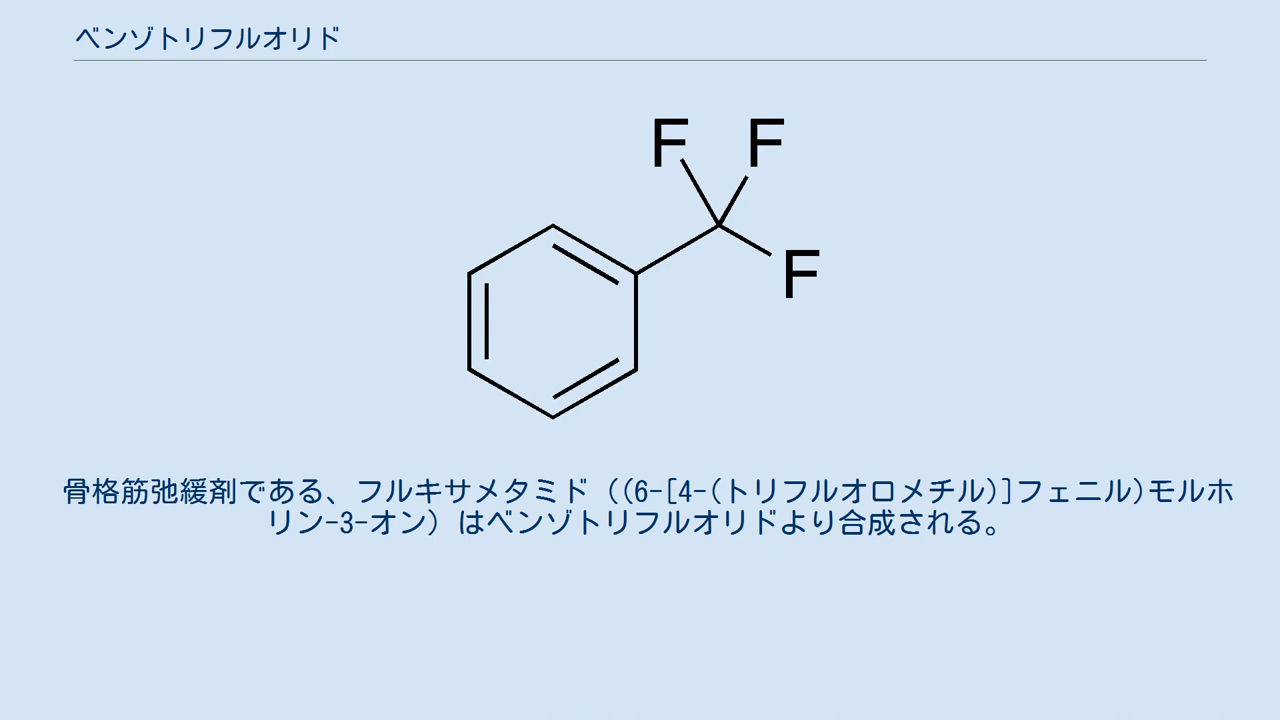 ベンゾトリフルオリド
F F
F
骨格筋弛緩剤である、フルキサメタミド ((6-[4-(トリフルオロメチル)]フェニル)モルホ
リン-3-オン) はベンゾトリフルオリドより合成される。